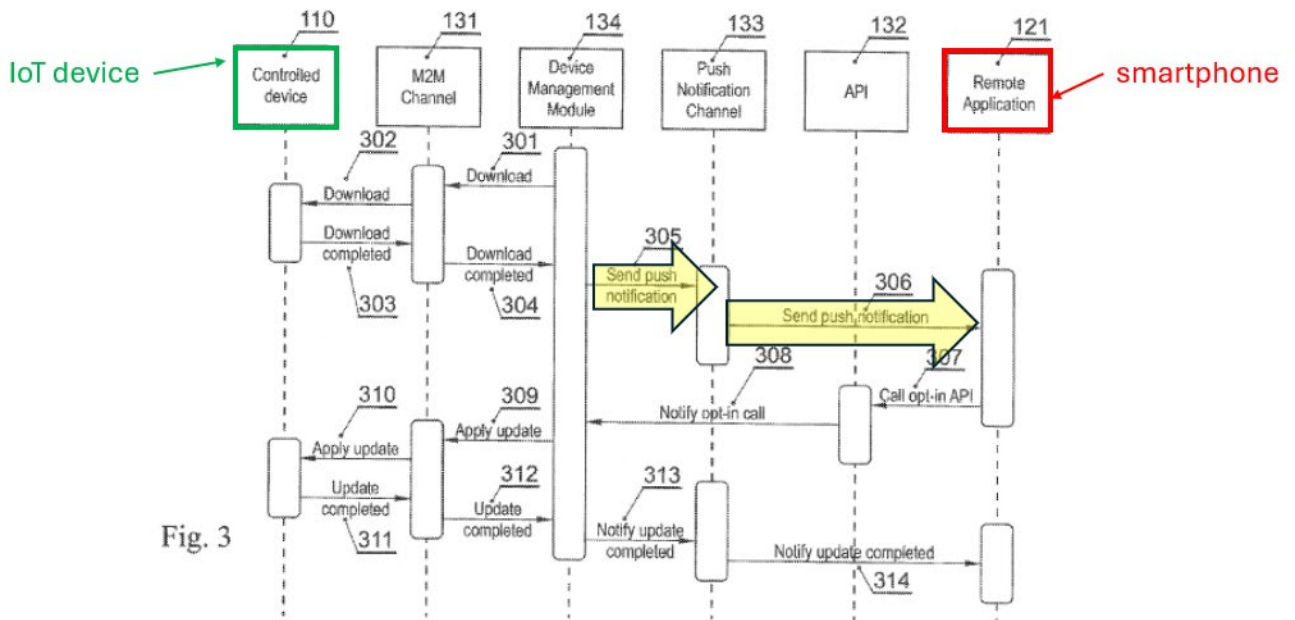 110
131
134
133
132
121
IoT device
Controlled
device
M2M
Channel
Device
Management
Module
Push
Notification
Channel
API
Remote
Application
smartphone
302
301
Download
Download
Download
completed
303
Download
completed
304
305
Send push
notification
306
Send push notification
307
308
Call opt-in API
Notify opt-in call
310
309
Apply update
Apply update
312
313
Update
completed
311
Update
completed
Notify update
completed
Notify update completed
314
Fig. 3